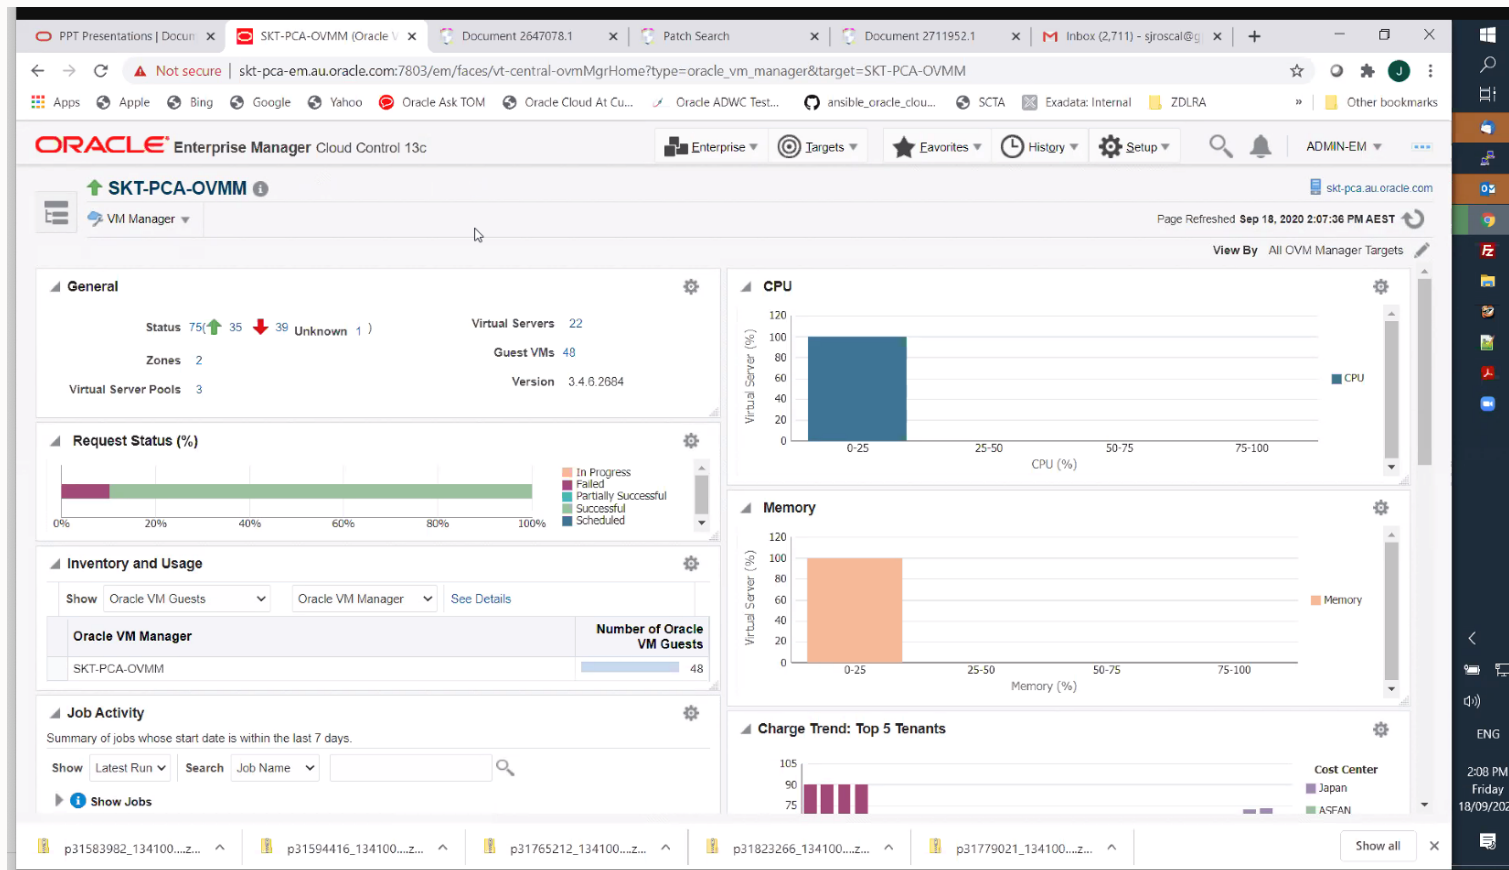 PPT Presentations | Docun
SKT-PCA-OVMM (Oracle V
Document 2647078.1
Patch Search
Document 2711952.1
Inbox (2,711) - sjroscal@g
Not secure | skt-pca-em.au.oracle.com:7803/em/faces/vt-central-ovmMgrHome?type=oracle_vm_manager&target=SKT-PCA-OVMM
J
Apps Apple Bing Google Yahoo Oracle Ask TOM Oracle Cloud At Cu... Oracle ADWC Test... ansible_oracle_clou... SCTA Exadata: Internal ZDLRA » Other bookmarks
ORACLE Enterprise Manager Cloud Control 13c
Enterprise Targets Favorites History Setup ADMIN-EM
SKT-PCA-OVMM
skt-pca.au.oracle.com
VM Manager
Page Refreshed Sep 18, 2020 2:07:36 PM AEST
View By All OVM Manager Targets
General
Status 75( 35 39 Unknown 1 )
Zones 2
Virtual Server Pools 3
Virtual Servers 22
Guest VMs 48
Version 3.4.6.2684
Request Status (%)
0% 20% 40% 60% 80% 100%
In Progress
Failed
Partially Successful
Successful
Scheduled
Inventory and Usage
Show Oracle VM Guests Oracle VM Manager See Details
Oracle VM Manager
Number of Oracle
VM Guests
SKT-PCA-OVMM 48
Job Activity
Summary of jobs whose start date is within the last 7 days.
Show Latest Run Search Job Name
Show Jobs
CPU
Virtual Server (%)
120
100
80
60
40
20
0
0-25 25-50 50-75 75-100
CPU (%)
CPU
Memory
Virtual Server (%)
120
100
80
60
40
20
0
0-25 25-50 50-75 75-100
Memory (%)
Memory
Charge Trend: Top 5 Tenants
105
90
75
Cost Center
Japan
ASEAN
p31583982_134100....z...
p31594416_134100....z...
p31765212_134100....z...
p31823266_134100....z...
p31779021_134100....z...
Show all
ENG
2:08 PM
Friday
18/09/202